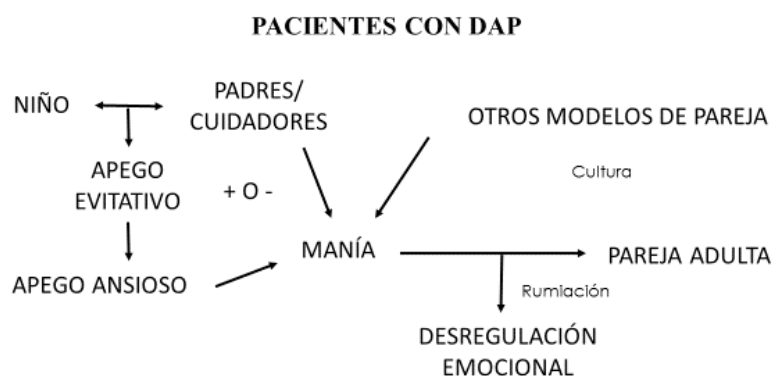 PACIENTES CON DAP
NIÑO
PADRES/
CUIDADORES
OTROS MODELOS DE PAREJA
APEGO
EVITATIVO
+ O -
Cultura
MANÍA
PAREJA ADULTA
APEGO ANSIOSO
Rumiación
DESREGULACIÓN
EMOCIONAL